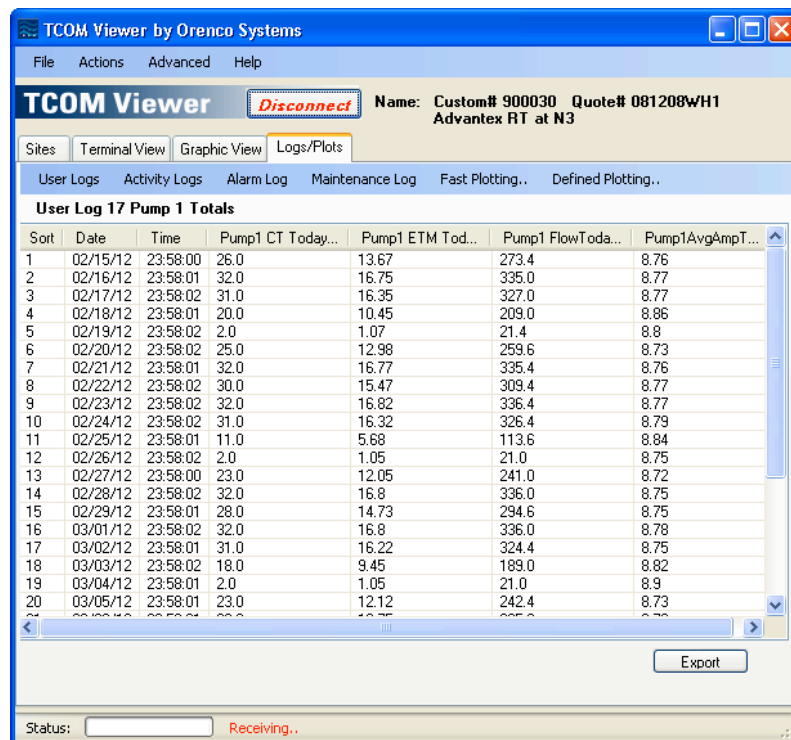 TCOM Viewer by Orenco Systems
File Actions Advanced Help
TCOM Viewer Disconnect Name: Custom# 900030 Quote# 081208WH1
Advantex RT at N3
Sites Terminal View Graphic View Logs/Plots
User Logs Activity Logs Alarm Log Maintenance Log Fast Plotting.. Defined Plotting..
User Log 17 Pump 1 Totals
Sort Date Time Pump1 CT Today... Pump1 ETM Tod... Pump1 FlowToda... Pump1AvgAmpT...
1 02/15/12 23:58:00 26.0 13.67 273.4 8.76
2 02/16/12 23:58:01 32.0 16.75 335.0 8.77
3 02/17/12 23:58:02 31.0 16.35 327.0 8.77
4 02/18/12 23:58:01 20.0 10.45 209.0 8.86
5 02/19/12 23:58:02 2.0 1.07 21.4 8.8
6 02/20/12 23:58:02 25.0 12.98 259.6 8.73
7 02/21/12 23:58:01 32.0 16.77 335.4 8.76
8 02/22/12 23:58:02 30.0 15.47 309.4 8.77
9 02/23/12 23:58:02 32.0 16.82 336.4 8.77
10 02/24/12 23:58:02 31.0 16.32 326.4 8.79
11 02/25/12 23:58:01 11.0 5.68 113.6 8.84
12 02/26/12 23:58:02 2.0 1.05 21.0 8.75
13 02/27/12 23:58:00 23.0 12.05 241.0 8.72
14 02/28/12 23:58:02 32.0 16.8 336.0 8.75
15 02/29/12 23:58:01 28.0 14.73 294.6 8.75
16 03/01/12 23:58:02 32.0 16.8 336.0 8.78
17 03/02/12 23:58:01 31.0 16.22 324.4 8.75
18 03/03/12 23:58:02 18.0 9.45 189.0 8.82
19 03/04/12 23:58:01 2.0 1.05 21.0 8.9
20 03/05/12 23:58:01 23.0 12.12 242.4 8.73
Export
Status: Receiving..